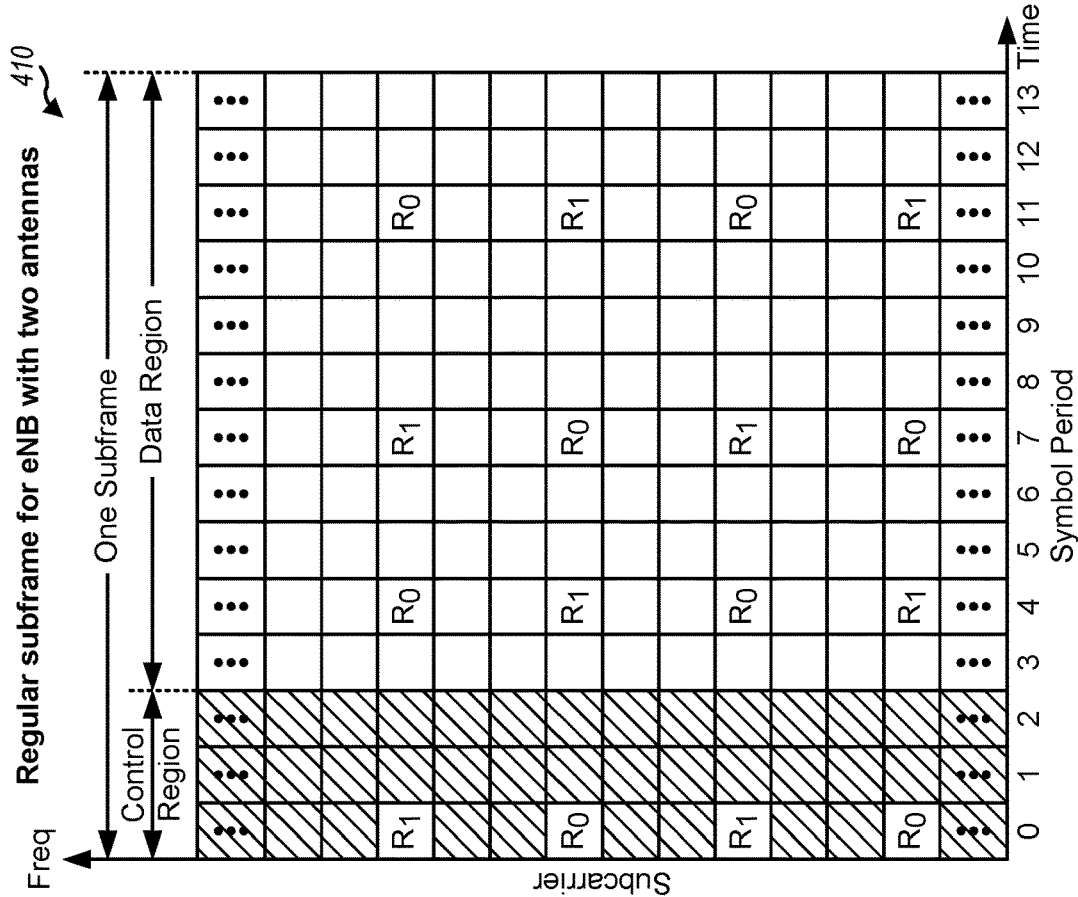 Regular subframe for eNB with two antennas
410
Freq
One Subframe
Control
Region
Data Region
••• ••• ••• ••• ••• ••• ••• ••• ••• ••• ••• ••• ••• •••
R1 R0 R1 R0
R0 R1 R0 R1
R1 R0 R1 R0
R0 R1 R0 R1
••• ••• ••• ••• ••• ••• ••• ••• ••• ••• ••• ••• ••• •••
Subcarrier
0 1 2 3 4 5 6 7 8 9 10 11 12 13
Time
Symbol Period